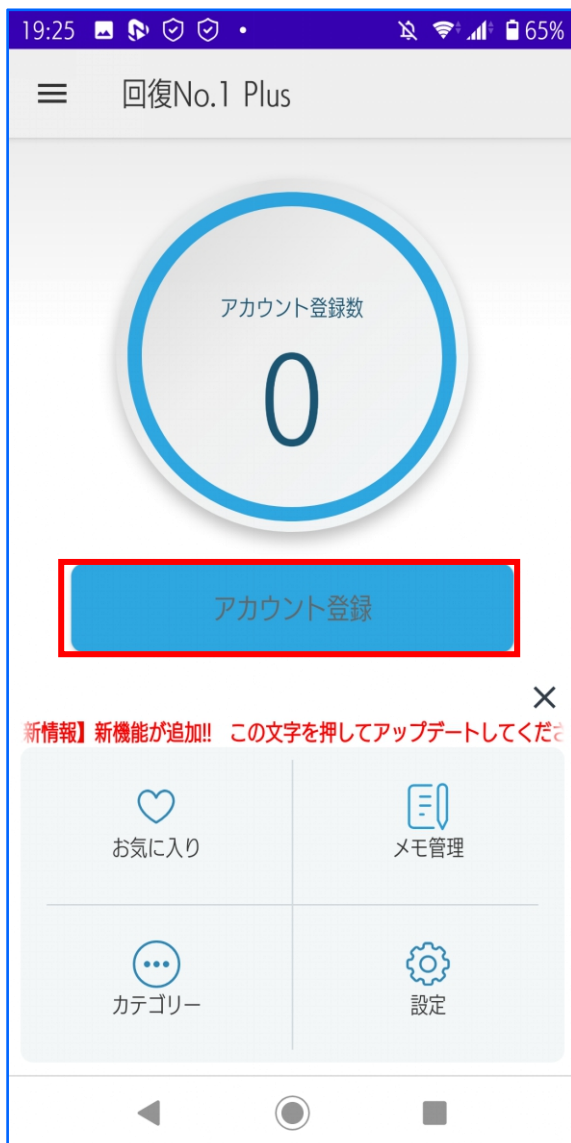 19:25
65%
回復No.1 Plus
アカウント登録数
0
アカウント登録
新情報】新機能が追加!! この文字を押してアップデートしてくださ
お気に入り
メモ管理
カテゴリー
設定